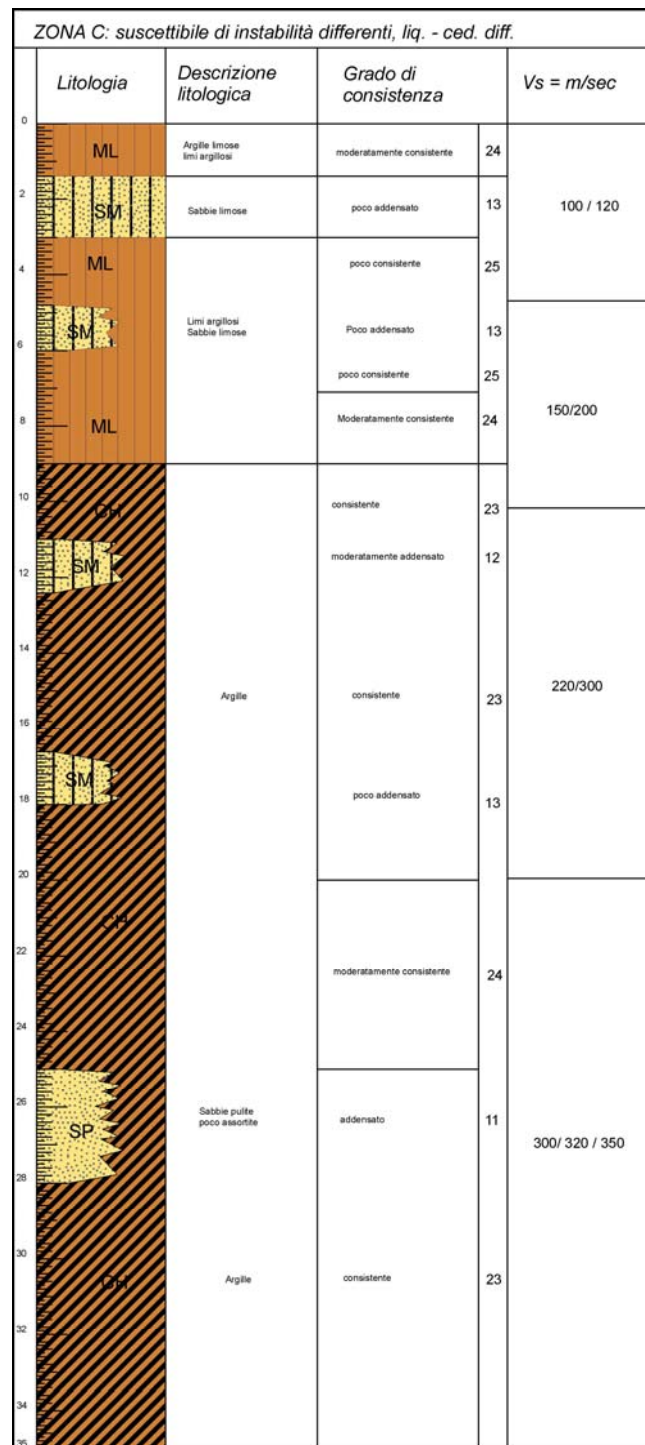 ZONA C: suscettibile di instabilità differenti, liq. - ced. diff.
Litologia
Descrizione
litologica
Grado di
consistenza
Vs = m/sec
0
ML
Argille limose
limi argillosi
moderatamente consistente
24
2
SM
Sabbie limose
poco addensato
13
100 / 120
4
ML
poco consistente
25
Limi argillosi
Sabbie limose
SM
Poco addensato
13
6
poco consistente
25
150/200
8
ML
Moderatamente consistente
24
10
CH
consistente
23
12
SM
moderatamente addensato
12
14
Argille
consistente
23
220/300
16
SM
18
poco addensato
13
20
CH
22
moderatamente consistente
24
24
26
SP
Sabbie pulite
poco assortite
addensato
11
300/ 320 / 350
28
30
CH
Argille
consistente
23
32
34
35